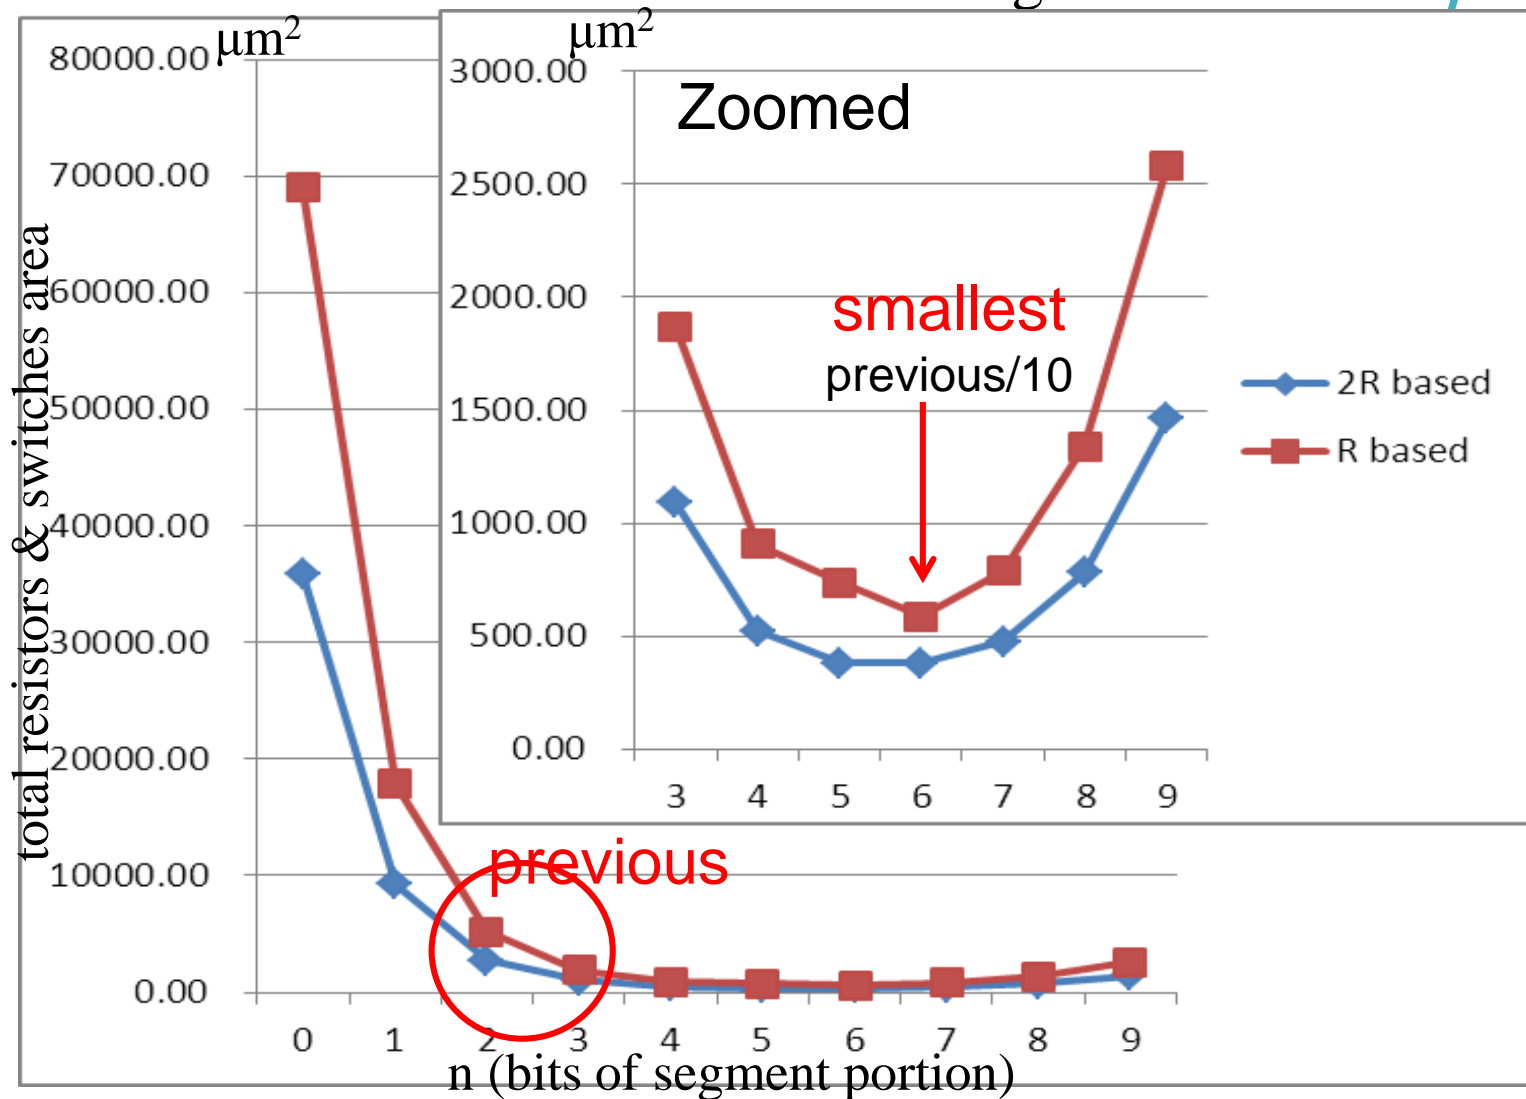 μm²
80000.00
70000.00
60000.00
50000.00
40000.00
30000.00
20000.00
10000.00
0.00
total resistors & switches area
0 1 2 3 4 5 6 7 8 9
n (bits of segment portion)
previous
μm²
Zoomed
3000.00
2500.00
2000.00
1500.00
1000.00
500.00
0.00
3 4 5 6 7 8 9
smallest
previous/10
2R based
R based